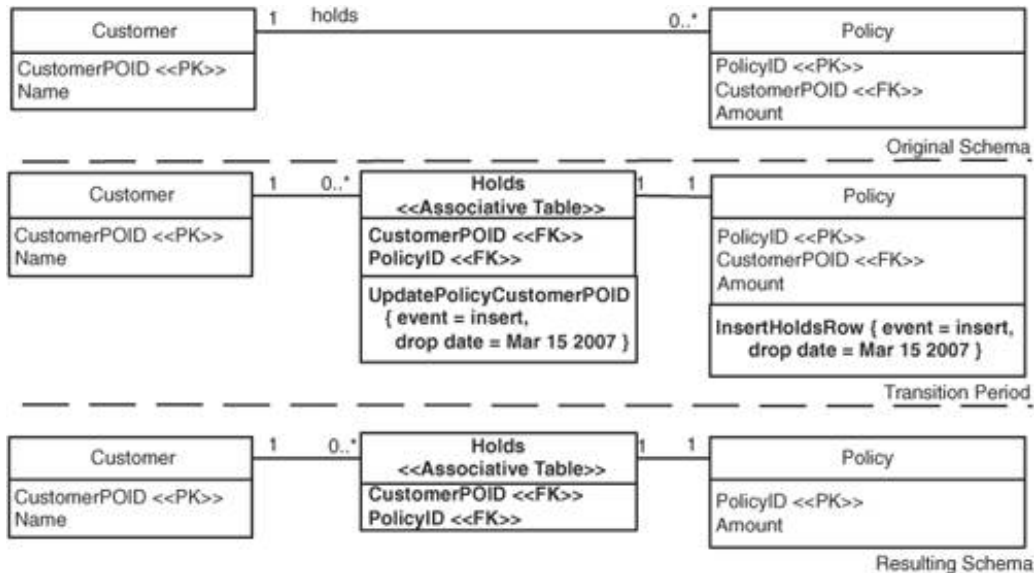 1 holds 0..*
Customer
CustomerPOID <<PK>>
Name
Policy
PolicyID <<PK>>
CustomerPOID <<FK>>
Amount
Original Schema
1 0..* 1 1
Customer
CustomerPOID <<PK>>
Name
Holds
<<Associative Table>>
CustomerPOID <<FK>>
PolicyID <<FK>>
UpdatePolicyCustomerPOID
{ event = insert,
drop date = Mar 15 2007 }
Policy
PolicyID <<PK>>
CustomerPOID <<FK>>
Amount
InsertHoldsRow { event = insert,
drop date = Mar 15 2007 }
Transition Period
1 0..* 1 1
Customer
CustomerPOID <<PK>>
Name
Holds
<<Associative Table>>
CustomerPOID <<FK>>
PolicyID <<FK>>
Policy
PolicyID <<PK>>
Amount
Resulting Schema